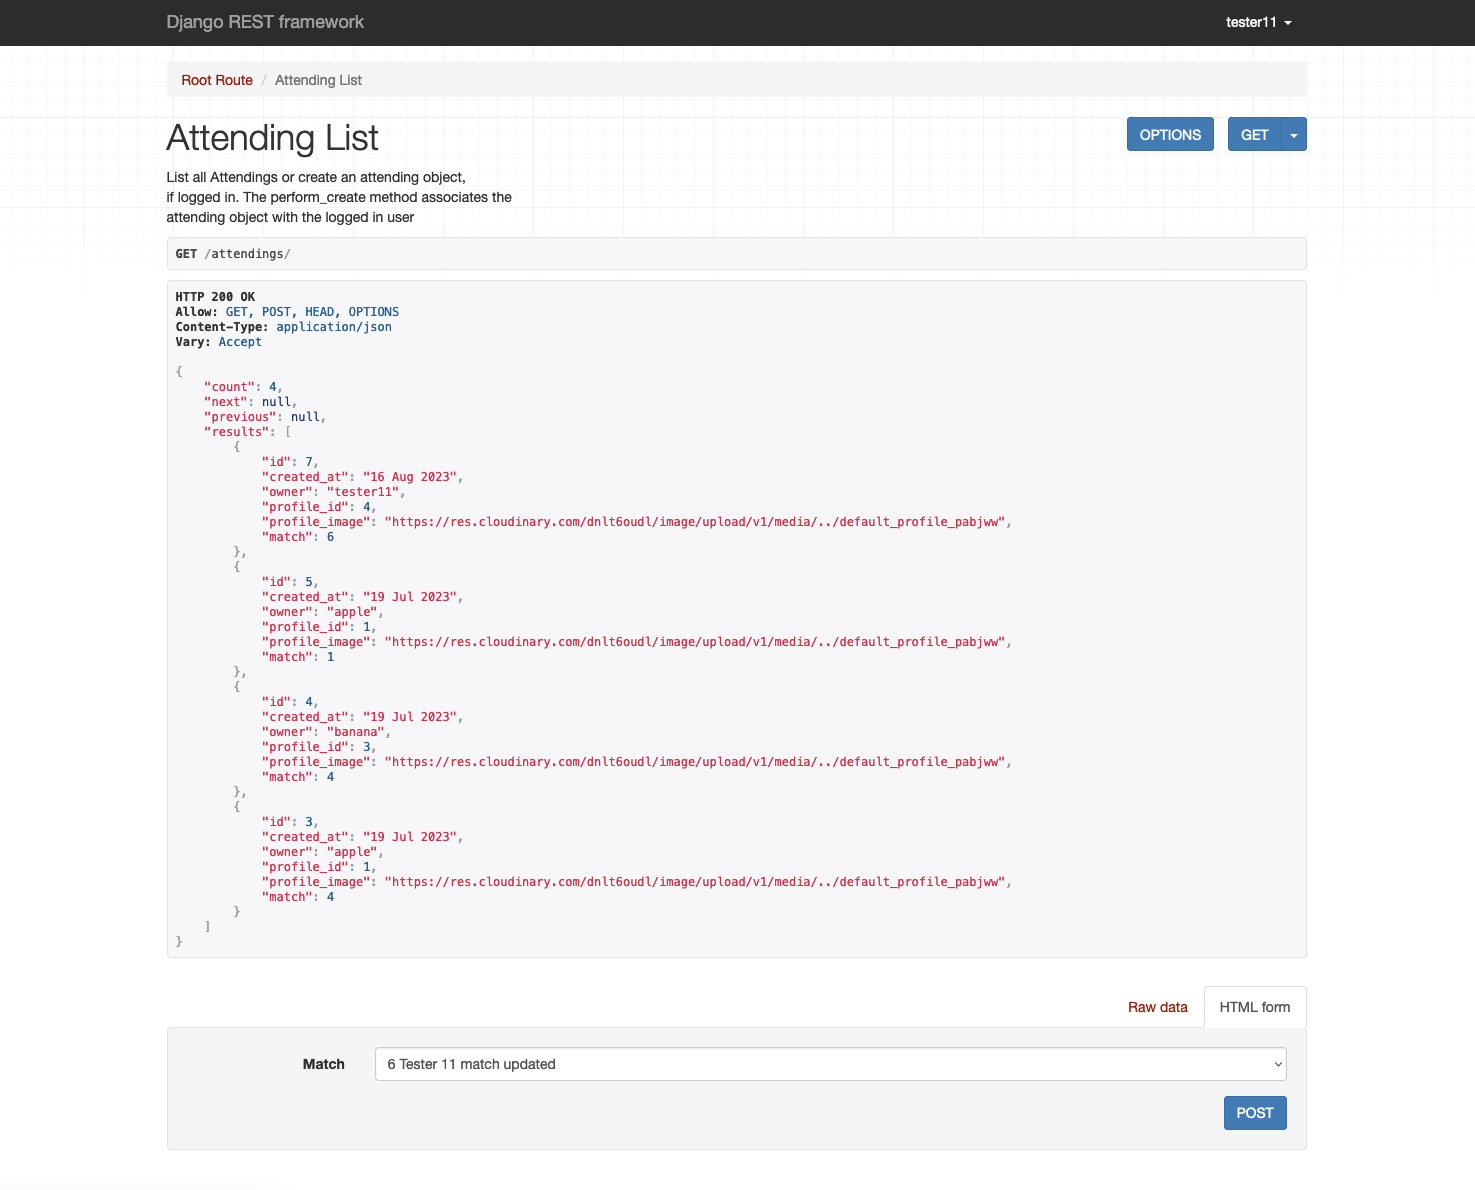 Django REST framework
tester11
Root Route / Attending List
Attending List
OPTIONS
GET
List all Attendings or create an attending object,
if logged in. The perform_create method associates the
attending object with the logged in user
GET /attendings/
HTTP 200 OK
Allow: GET, POST, HEAD, OPTIONS
Content-Type: application/json
Vary: Accept
{
    "count": 4,
    "next": null,
    "previous": null,
    "results": [
        {
            "id": 7,
            "created_at": "16 Aug 2023",
            "owner": "tester11",
            "profile_id": 4,
            "profile_image": "https://res.cloudinary.com/dnlt6oudl/image/upload/v1/media/../default_profile_pabjww",
            "match": 6
        },
        {
            "id": 5,
            "created_at": "19 Jul 2023",
            "owner": "apple",
            "profile_id": 1,
            "profile_image": "https://res.cloudinary.com/dnlt6oudl/image/upload/v1/media/../default_profile_pabjww",
            "match": 1
        },
        {
            "id": 4,
            "created_at": "19 Jul 2023",
            "owner": "banana",
            "profile_id": 3,
            "profile_image": "https://res.cloudinary.com/dnlt6oudl/image/upload/v1/media/../default_profile_pabjww",
            "match": 4
        },
        {
            "id": 3,
            "created_at": "19 Jul 2023",
            "owner": "apple",
            "profile_id": 1,
            "profile_image": "https://res.cloudinary.com/dnlt6oudl/image/upload/v1/media/../default_profile_pabjww",
            "match": 4
        }
    ]
}
Raw data
HTML form
Match
6 Tester 11 match updated
POST